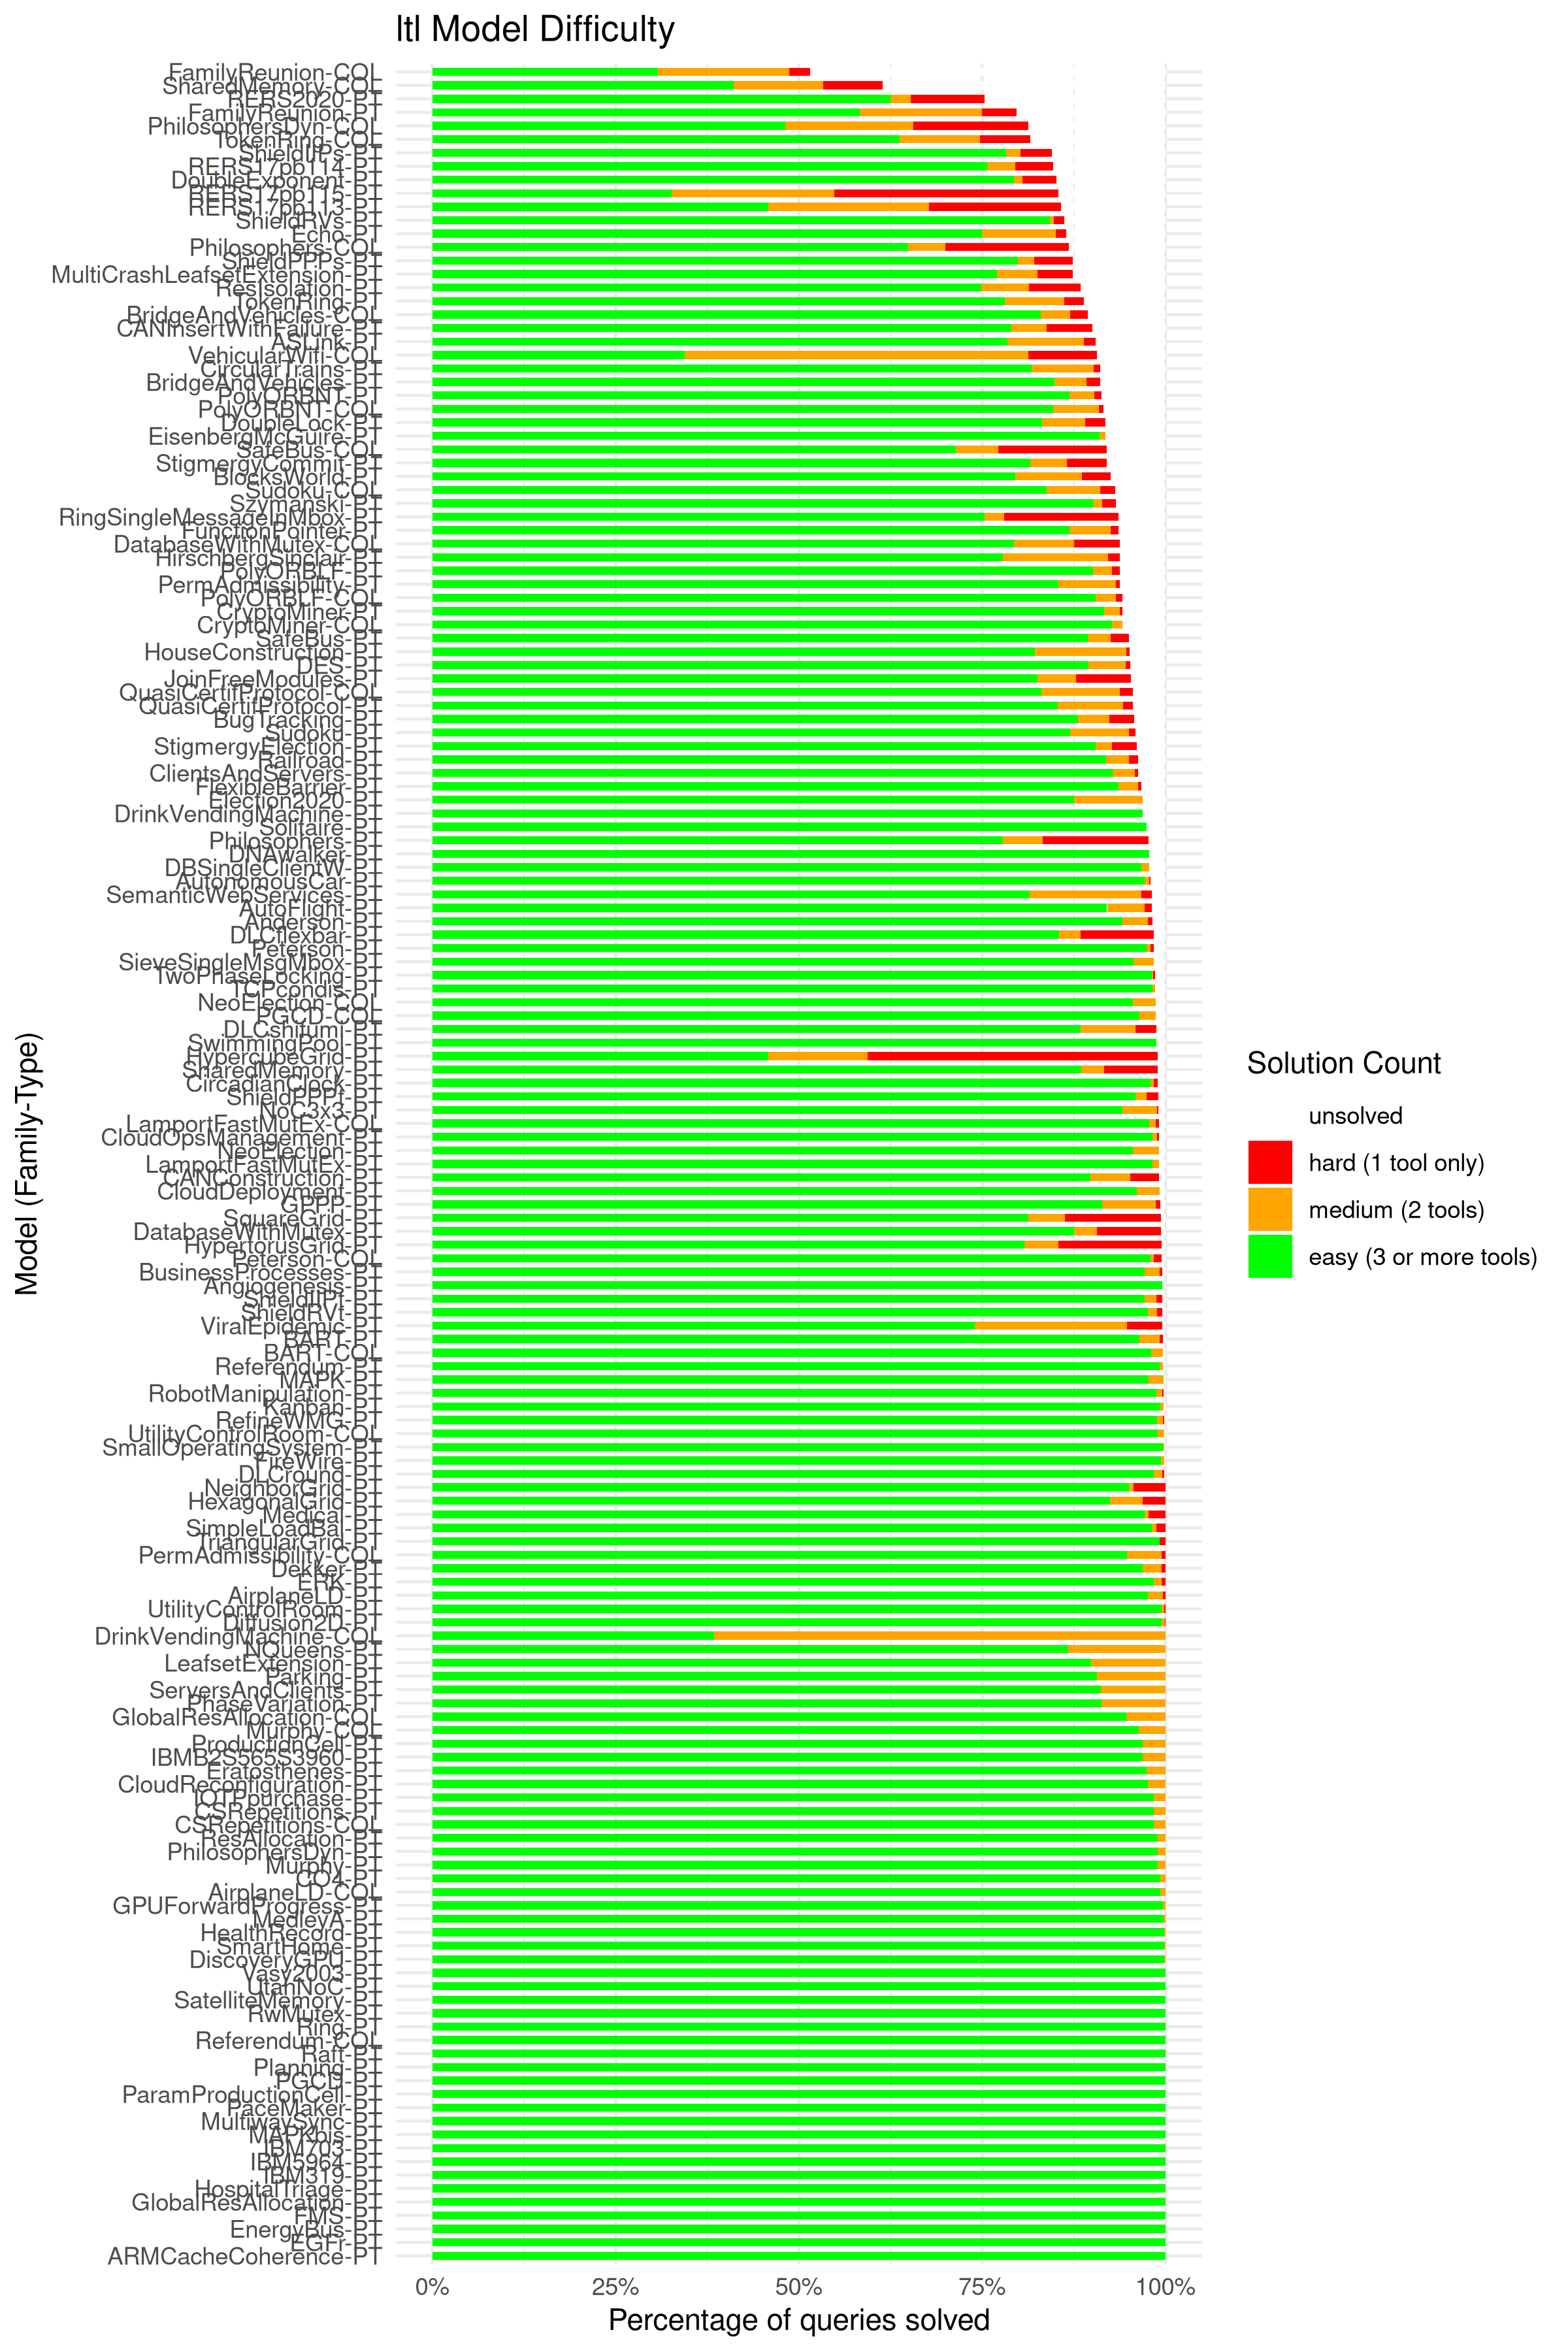 ltl Model Difficulty
FamilyReunion-COL
SharedMemory-COL
RERS2020-PT
FamilyReunion-PT
PhilosophersDyn-COL
TokenRing-COL
ShieldIIPs-PT
RERS17pb114-PT
DoubleExponent-PT
RERS17pb115-PT
RERS17pb113-PT
ShieldRVs-PT
Echo-PT
Philosophers-COL
ShieldPPPs-PT
MultiCrashLeafsetExtension-PT
ResIsolation-PT
TokenRing-PT
BridgeAndVehicles-COL
CANInsertWithFailure-PT
ASLink-PT
VehicularWifi-COL
CircularTrains-PT
BridgeAndVehicles-PT
PolyORBNT-PT
PolyORBNT-COL
DoubleLock-PT
EisenbergMcGuire-PT
SafeBus-COL
StigmergyCommit-PT
BlocksWorld-PT
Sudoku-COL
Szymanski-PT
RingSingleMessageInMbox-PT
FunctionPointer-PT
DatabaseWithMutex-COL
HirschbergSinclair-PT
PolyORBLF-PT
PermAdmissibility-PT
PolyORBLF-COL
CryptoMiner-PT
CryptoMiner-COL
SafeBus-PT
HouseConstruction-PT
DES-PT
JoinFreeModules-PT
QuasiCertifProtocol-COL
QuasiCertifProtocol-PT
BugTracking-PT
Sudoku-PT
StigmergyElection-PT
Railroad-PT
ClientsAndServers-PT
FlexibleBarrier-PT
Election2020-PT
DrinkVendingMachine-PT
Solitaire-PT
Philosophers-PT
DNAwalker-PT
DBSingleClientW-PT
AutonomousCar-PT
SemanticWebServices-PT
AutoFlight-PT
Anderson-PT
DLCflexbar-PT
Peterson-PT
SieveSingleMsgMbox-PT
TwoPhaseLocking-PT
TCPcondis-PT
NeoElection-COL
PGCD-COL
DLCshifumi-PT
SwimmingPool-PT
HypercubeGrid-PT
SharedMemory-PT
CircadianClock-PT
ShieldPPPt-PT
NoC3x3-PT
LamportFastMutEx-COL
CloudOpsManagement-PT
NeoElection-PT
LamportFastMutEx-PT
CANConstruction-PT
CloudDeployment-PT
GPPP-PT
SquareGrid-PT
DatabaseWithMutex-PT
HypertorusGrid-PT
Peterson-COL
BusinessProcesses-PT
Angiogenesis-PT
ShieldIIPt-PT
ShieldRVt-PT
ViralEpidemic-PT
BART-PT
BART-COL
Referendum-PT
MAPK-PT
RobotManipulation-PT
Kanban-PT
RefineWMG-PT
UtilityControlRoom-COL
SmallOperatingSystem-PT
FireWire-PT
DLCround-PT
NeighborGrid-PT
HexagonalGrid-PT
Medical-PT
SimpleLoadBal-PT
TriangularGrid-PT
PermAdmissibility-COL
Dekker-PT
ERK-PT
AirplaneLD-PT
UtilityControlRoom-PT
Diffusion2D-PT
DrinkVendingMachine-COL
NQueens-PT
LeafsetExtension-PT
Parking-PT
ServersAndClients-PT
PhaseVariation-PT
GlobalResAllocation-COL
Murphy-COL
ProductionCell-PT
IBMB2S565S3960-PT
Eratosthenes-PT
CloudReconfiguration-PT
IOTPpurchase-PT
CSRepetitions-PT
CSRepetitions-COL
ResAllocation-PT
PhilosophersDyn-PT
Murphy-PT
CO4-PT
AirplaneLD-COL
GPUForwardProgress-PT
MedleyA-PT
HealthRecord-PT
SmartHome-PT
DiscoveryGPU-PT
Vasy2003-PT
UtahNoC-PT
SatelliteMemory-PT
RwMutex-PT
Ring-PT
Referendum-COL
Raft-PT
Planning-PT
PGCD-PT
ParamProductionCell-PT
PaceMaker-PT
MultiwaySync-PT
MAPKbis-PT
IBM703-PT
IBM5964-PT
IBM319-PT
HospitalTriage-PT
GlobalResAllocation-PT
FMS-PT
EnergyBus-PT
EGFr-PT
ARMCacheCoherence-PT
Model (Family-Type)
0% 25% 50% 75% 100%
Percentage of queries solved
Solution Count
unsolved
hard (1 tool only)
medium (2 tools)
easy (3 or more tools)